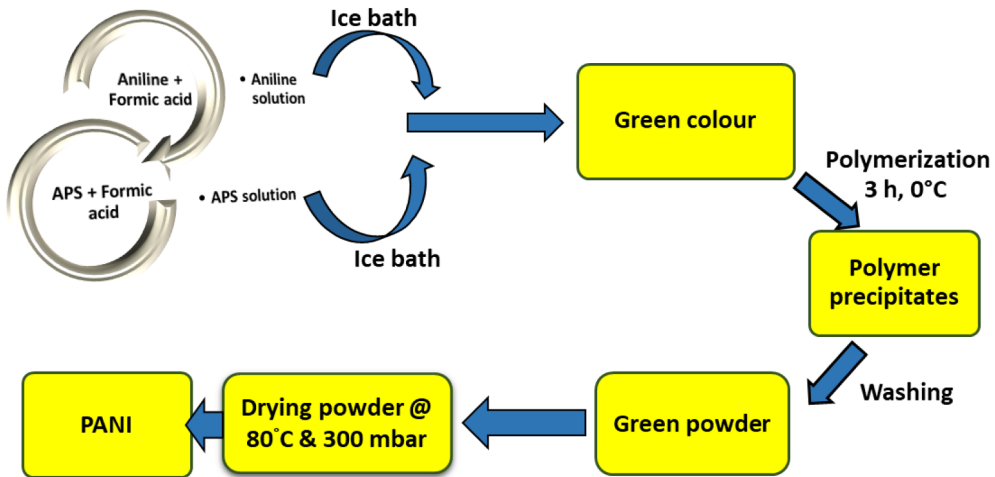 Ice bath
Aniline +
Formic acid
• Aniline
solution
Green colour
APS + Formic
acid
• APS solution
Ice bath
Polymerization
3 h, 0°C
Polymer
precipitates
Washing
Green powder
Drying powder @
80°C & 300 mbar
PANI